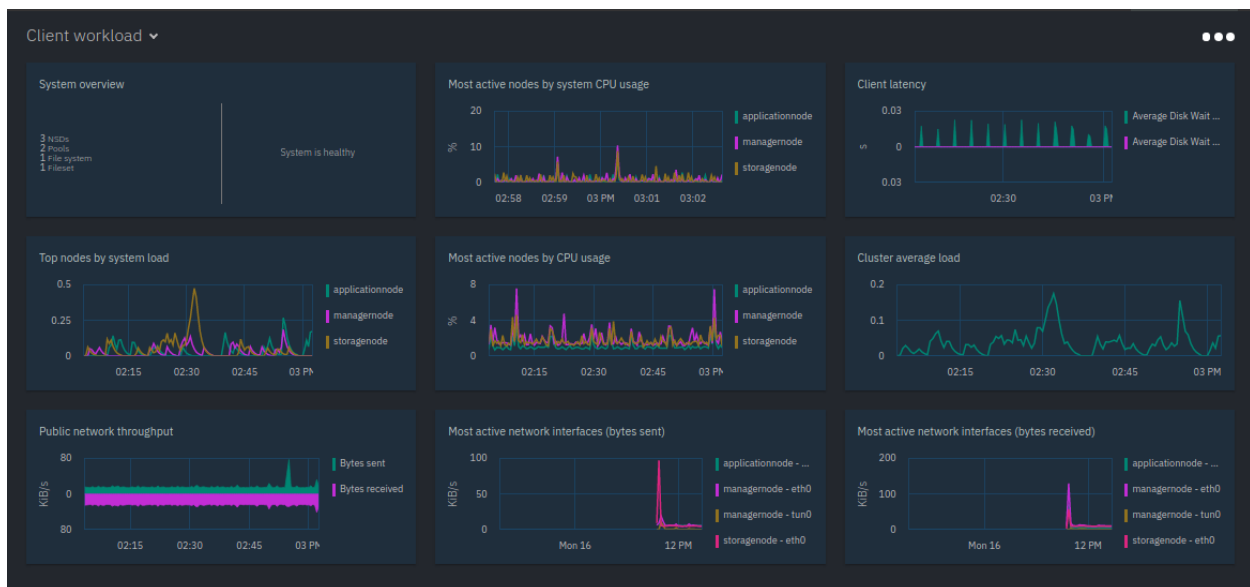 Client workload
System overview
3 NSDs
2 Pools
1 File system
1 Fileset
System is healthy
Most active nodes by system CPU usage
20
10
0
%
02:58 02:59 03 PM 03:01 03:02
applicationnode
managernode
storagenode
Client latency
0.03
0
0.03
s
02:30 03 PM
Average Disk Wait ...
Average Disk Wait ...
Top nodes by system load
0.5
0.25
0
02:15 02:30 02:45 03 PM
applicationnode
managernode
storagenode
Most active nodes by CPU usage
8
4
0
%
02:15 02:30 02:45 03 PM
applicationnode
managernode
storagenode
Cluster average load
0.2
0.1
0
02:15 02:30 02:45 03 PM
Public network throughput
80
0
80
KiB/s
02:15 02:30 02:45 03 PM
Bytes sent
Bytes received
Most active network interfaces (bytes sent)
100
50
0
KiB/s
Mon 16 12 PM
applicationnode - ...
managernode - eth0
managernode - tun0
storagenode - eth0
Most active network interfaces (bytes received)
200
100
0
KiB/s
Mon 16 12 PM
applicationnode - ...
managernode - eth0
managernode - tun0
storagenode - eth0